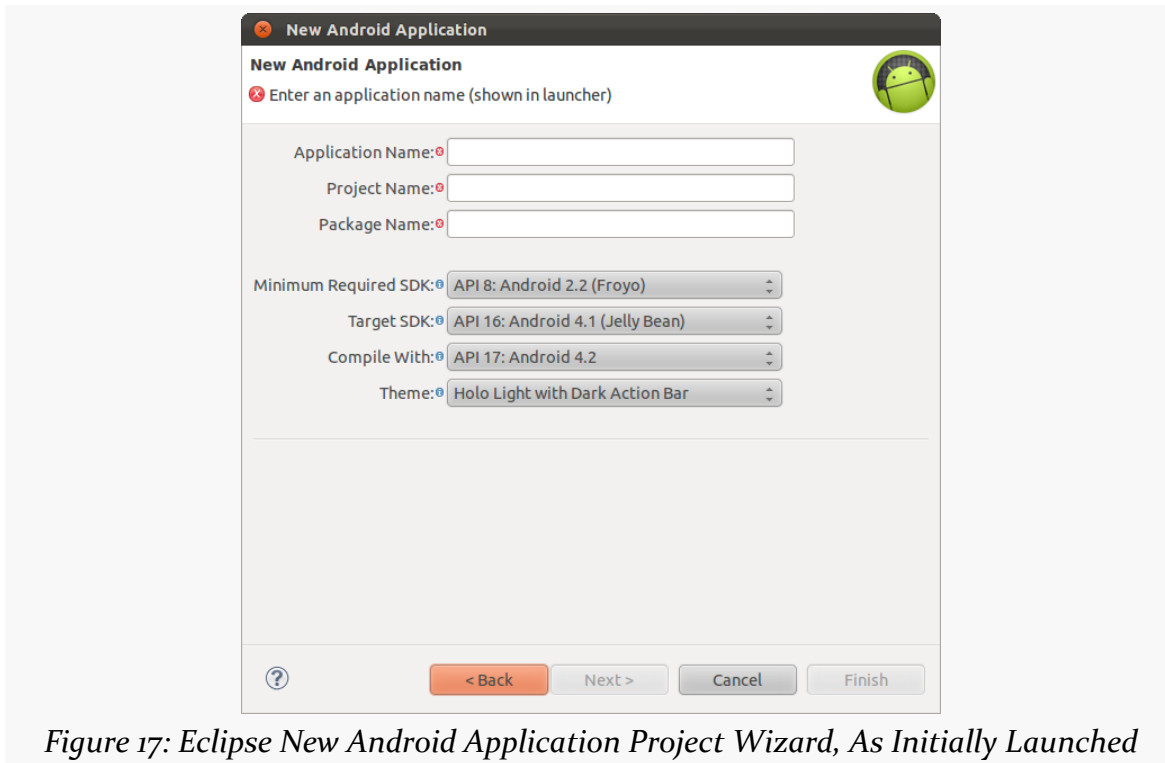 New Android Application
New Android Application
Enter an application name (shown in launcher)
Application Name:
Project Name:
Package Name:
Minimum Required SDK: API 8: Android 2.2 (Froyo)
Target SDK: API 16: Android 4.1 (Jelly Bean)
Compile With: API 17: Android 4.2
Theme: Holo Light with Dark Action Bar
? < Back Next > Cancel Finish
Figure 17: Eclipse New Android Application Project Wizard, As Initially Launched